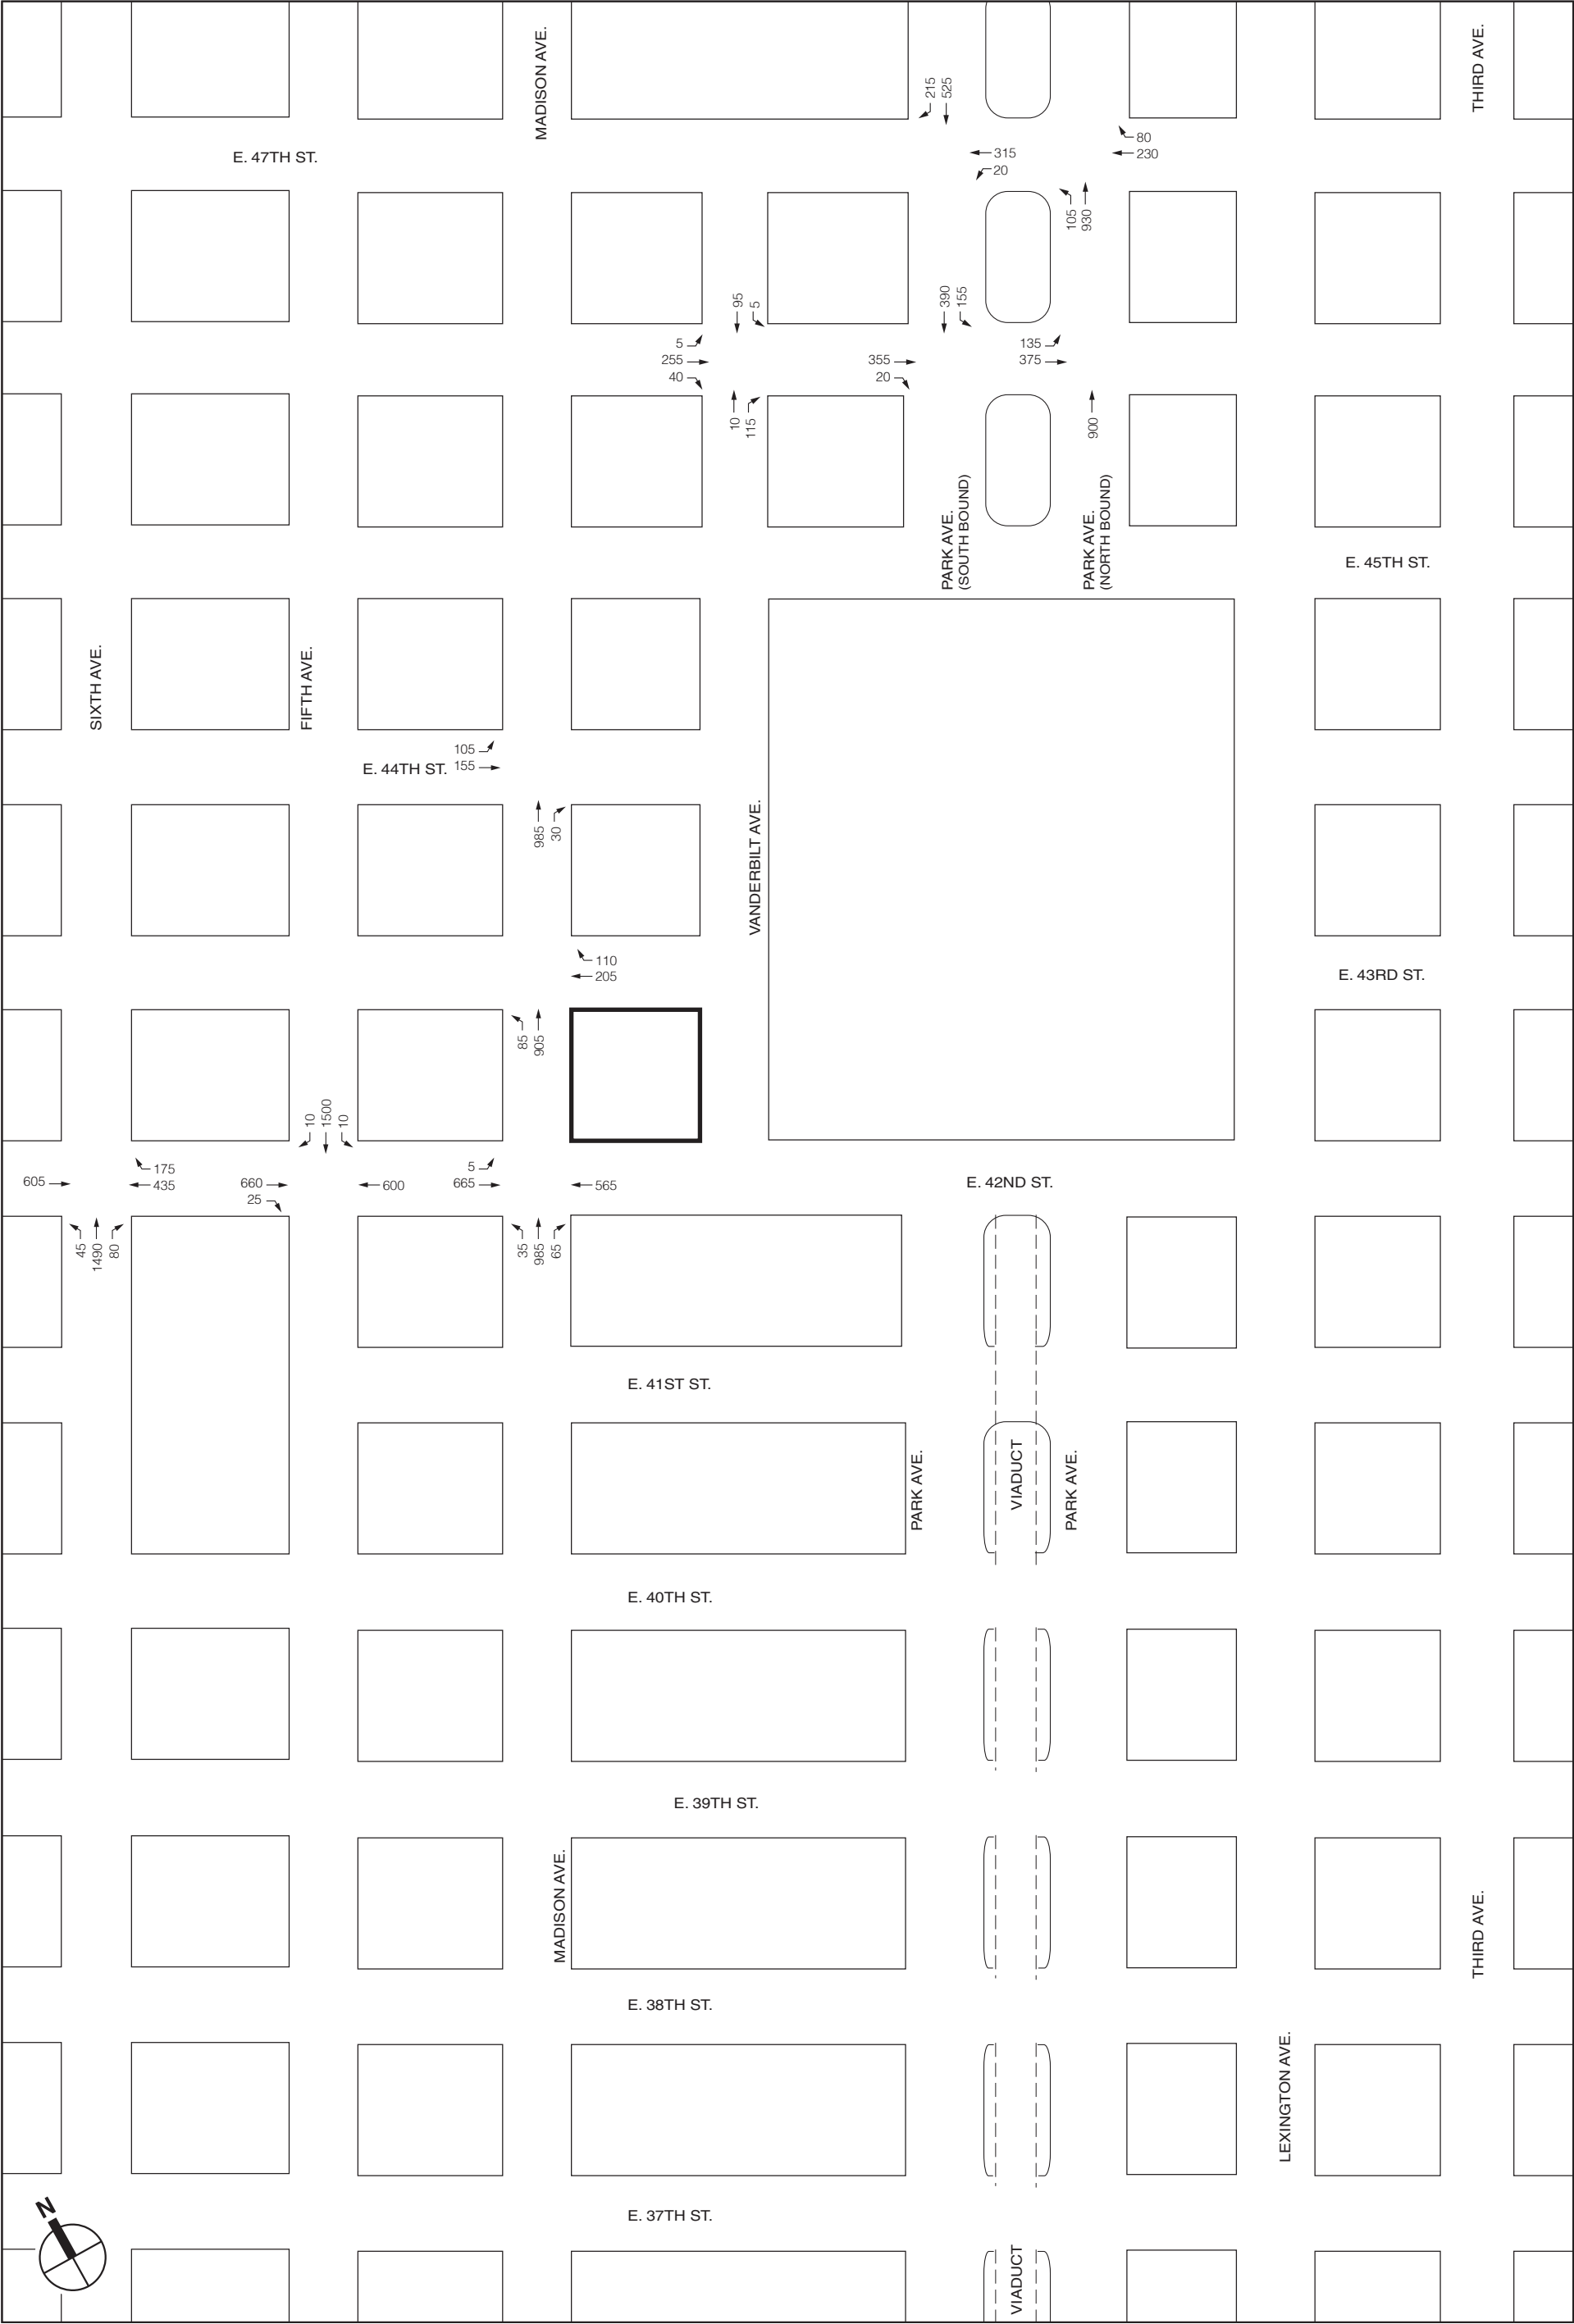 MADISON AVE.
THIRD AVE.
215
525
80
230
315
20
E. 47TH ST.
105
930
95
5
390
155
5
255
40
355
20
135
375
10
115
900
PARK AVE.
(SOUTH BOUND)
PARK AVE.
(NORTH BOUND)
E. 45TH ST.
SIXTH AVE.
FIFTH AVE.
105
155
E. 44TH ST.
985
30
VANDERBILT AVE.
110
205
E. 43RD ST.
85
905
10
1500
10
605
175
435
660
25
600
5
665
565
E. 42ND ST.
45
1490
80
35
985
65
E. 41ST ST.
PARK AVE.
VIADUCT
PARK AVE.
E. 40TH ST.
E. 39TH ST.
MADISON AVE.
THIRD AVE.
E. 38TH ST.
LEXINGTON AVE.
E. 37TH ST.
N
VIADUCT